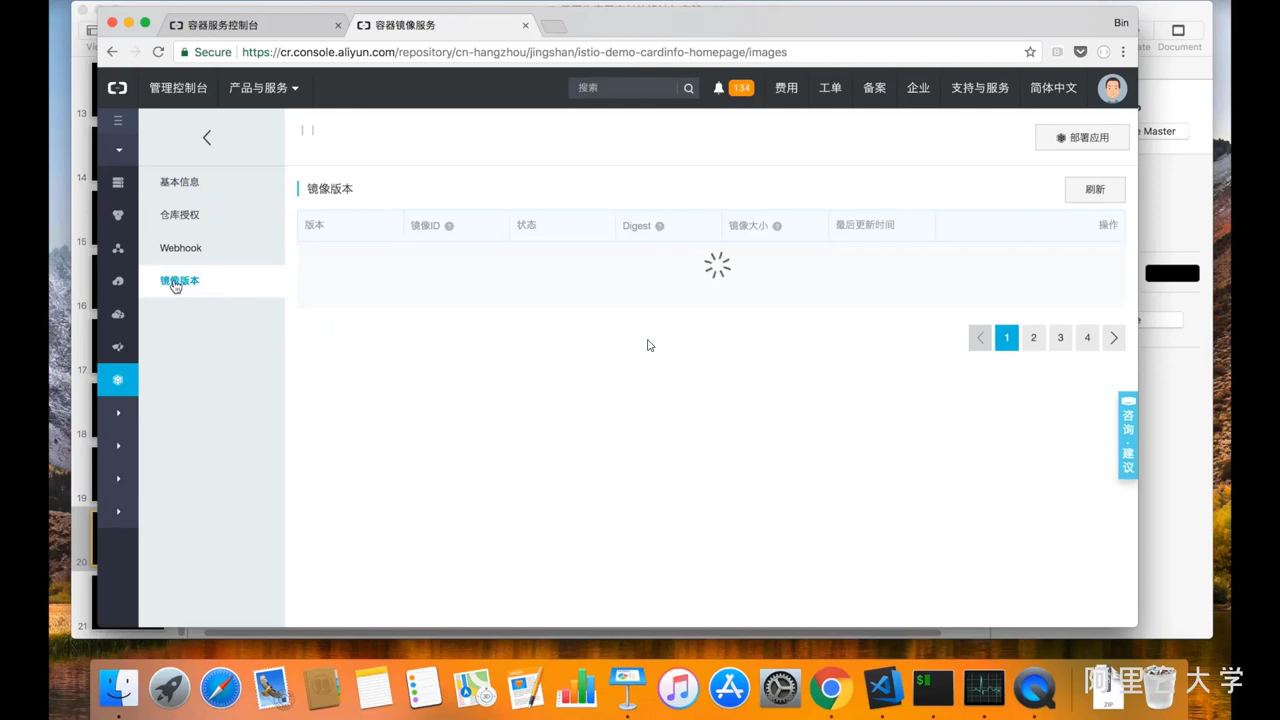 容器服务控制台
容器镜像服务
Bin
Secure
https://cr.console.aliyun.com/repository/cn-hangzhou/jingshan/istio-demo-cardinfo-homepage/images
Document
管理控制台
产品与服务
搜索
134
费用
工单
备案
企业
支持与服务
简体中文
e Master
部署应用
基本信息
仓库授权
Webhook
镜像版本
镜像版本
刷新
版本
镜像ID
状态
Digest
镜像大小
最后更新时间
操作
1
2
3
4
咨询·建议
13
14
15
16
17
18
19
20
21
ZIP
阿里云大学